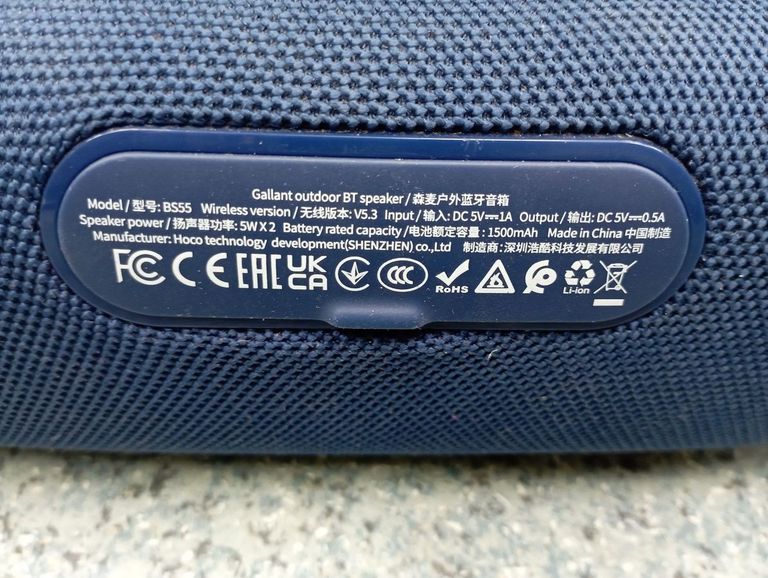 Gallant outdoor BT speaker / 森麦户外蓝牙音箱
Model / 型号: BS55 Wireless version / 无线版本: V5.3 Input / 输入: DC 5V⎓1A Output / 输出: DC 5V⎓0.5A
Speaker power / 扬声器功率: 5W X 2 Battery rated capacity / 电池额定容量: 1500mAh Made in China 中国制造
Manufacturer: Hoco technology development(SHENZHEN) co.,Ltd 制造商: 深圳浩酷科技发展有限公司
FC CE EAC UKCA CCC RoHS Li-ion